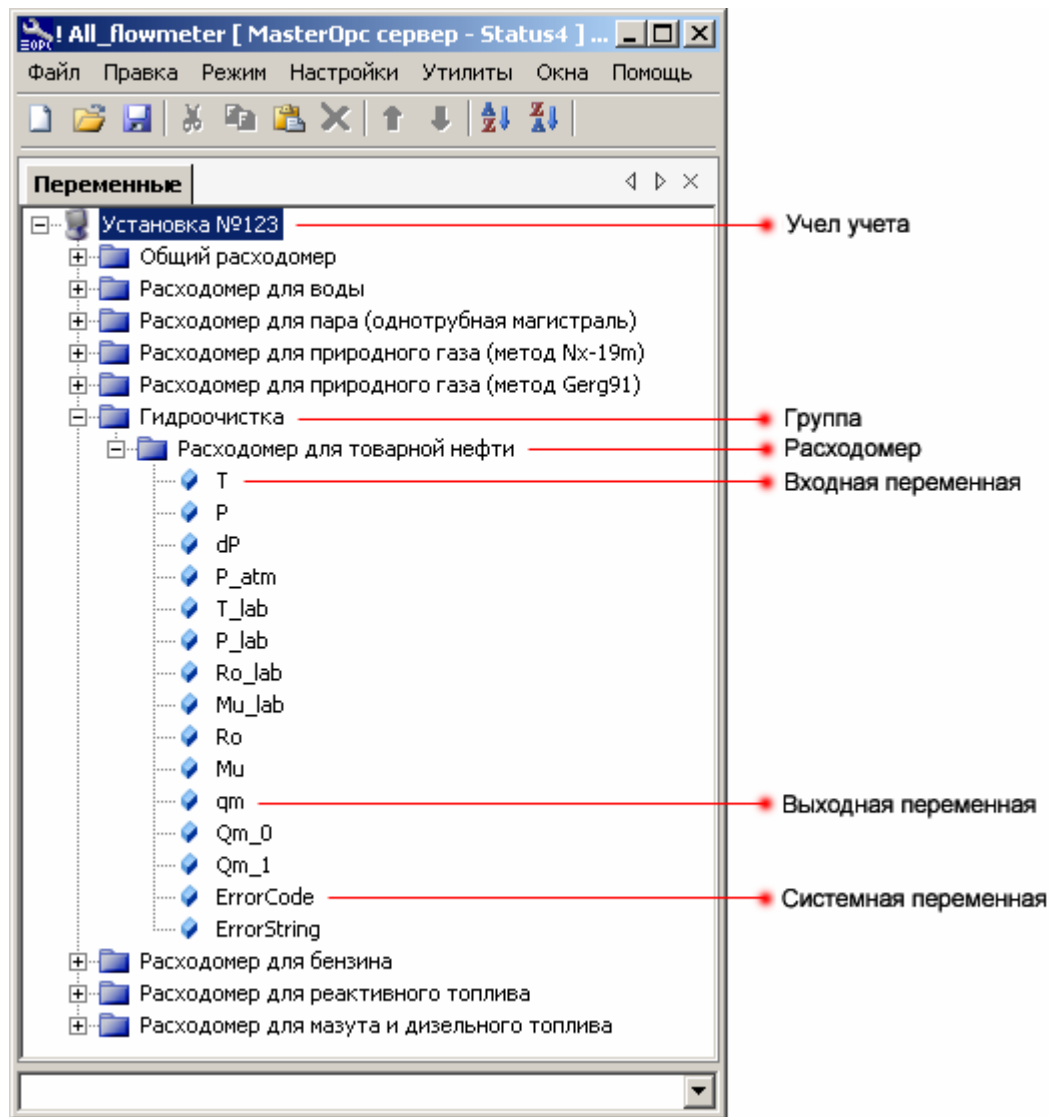 ! All_flowmeter [ MasterOpc сервер - Status4 ] ...
Файл Правка Режим Настройки Утилиты Окна Помощь
Переменные
Установка №123 Учел учета
Общий расходомер
Расходомер для воды
Расходомер для пара (однотрубная магистраль)
Расходомер для природного газа (метод Nx-19m)
Расходомер для природного газа (метод Gerg91)
Гидроочистка Группа
Расходомер для товарной нефти Расходомер
T Входная переменная
P
dP
P_atm
T_lab
P_lab
Ro_lab
Mu_lab
Ro
Mu
qm Выходная переменная
Qm_0
Qm_1
ErrorCode Системная переменная
ErrorString
Расходомер для бензина
Расходомер для реактивного топлива
Расходомер для мазута и дизельного топлива